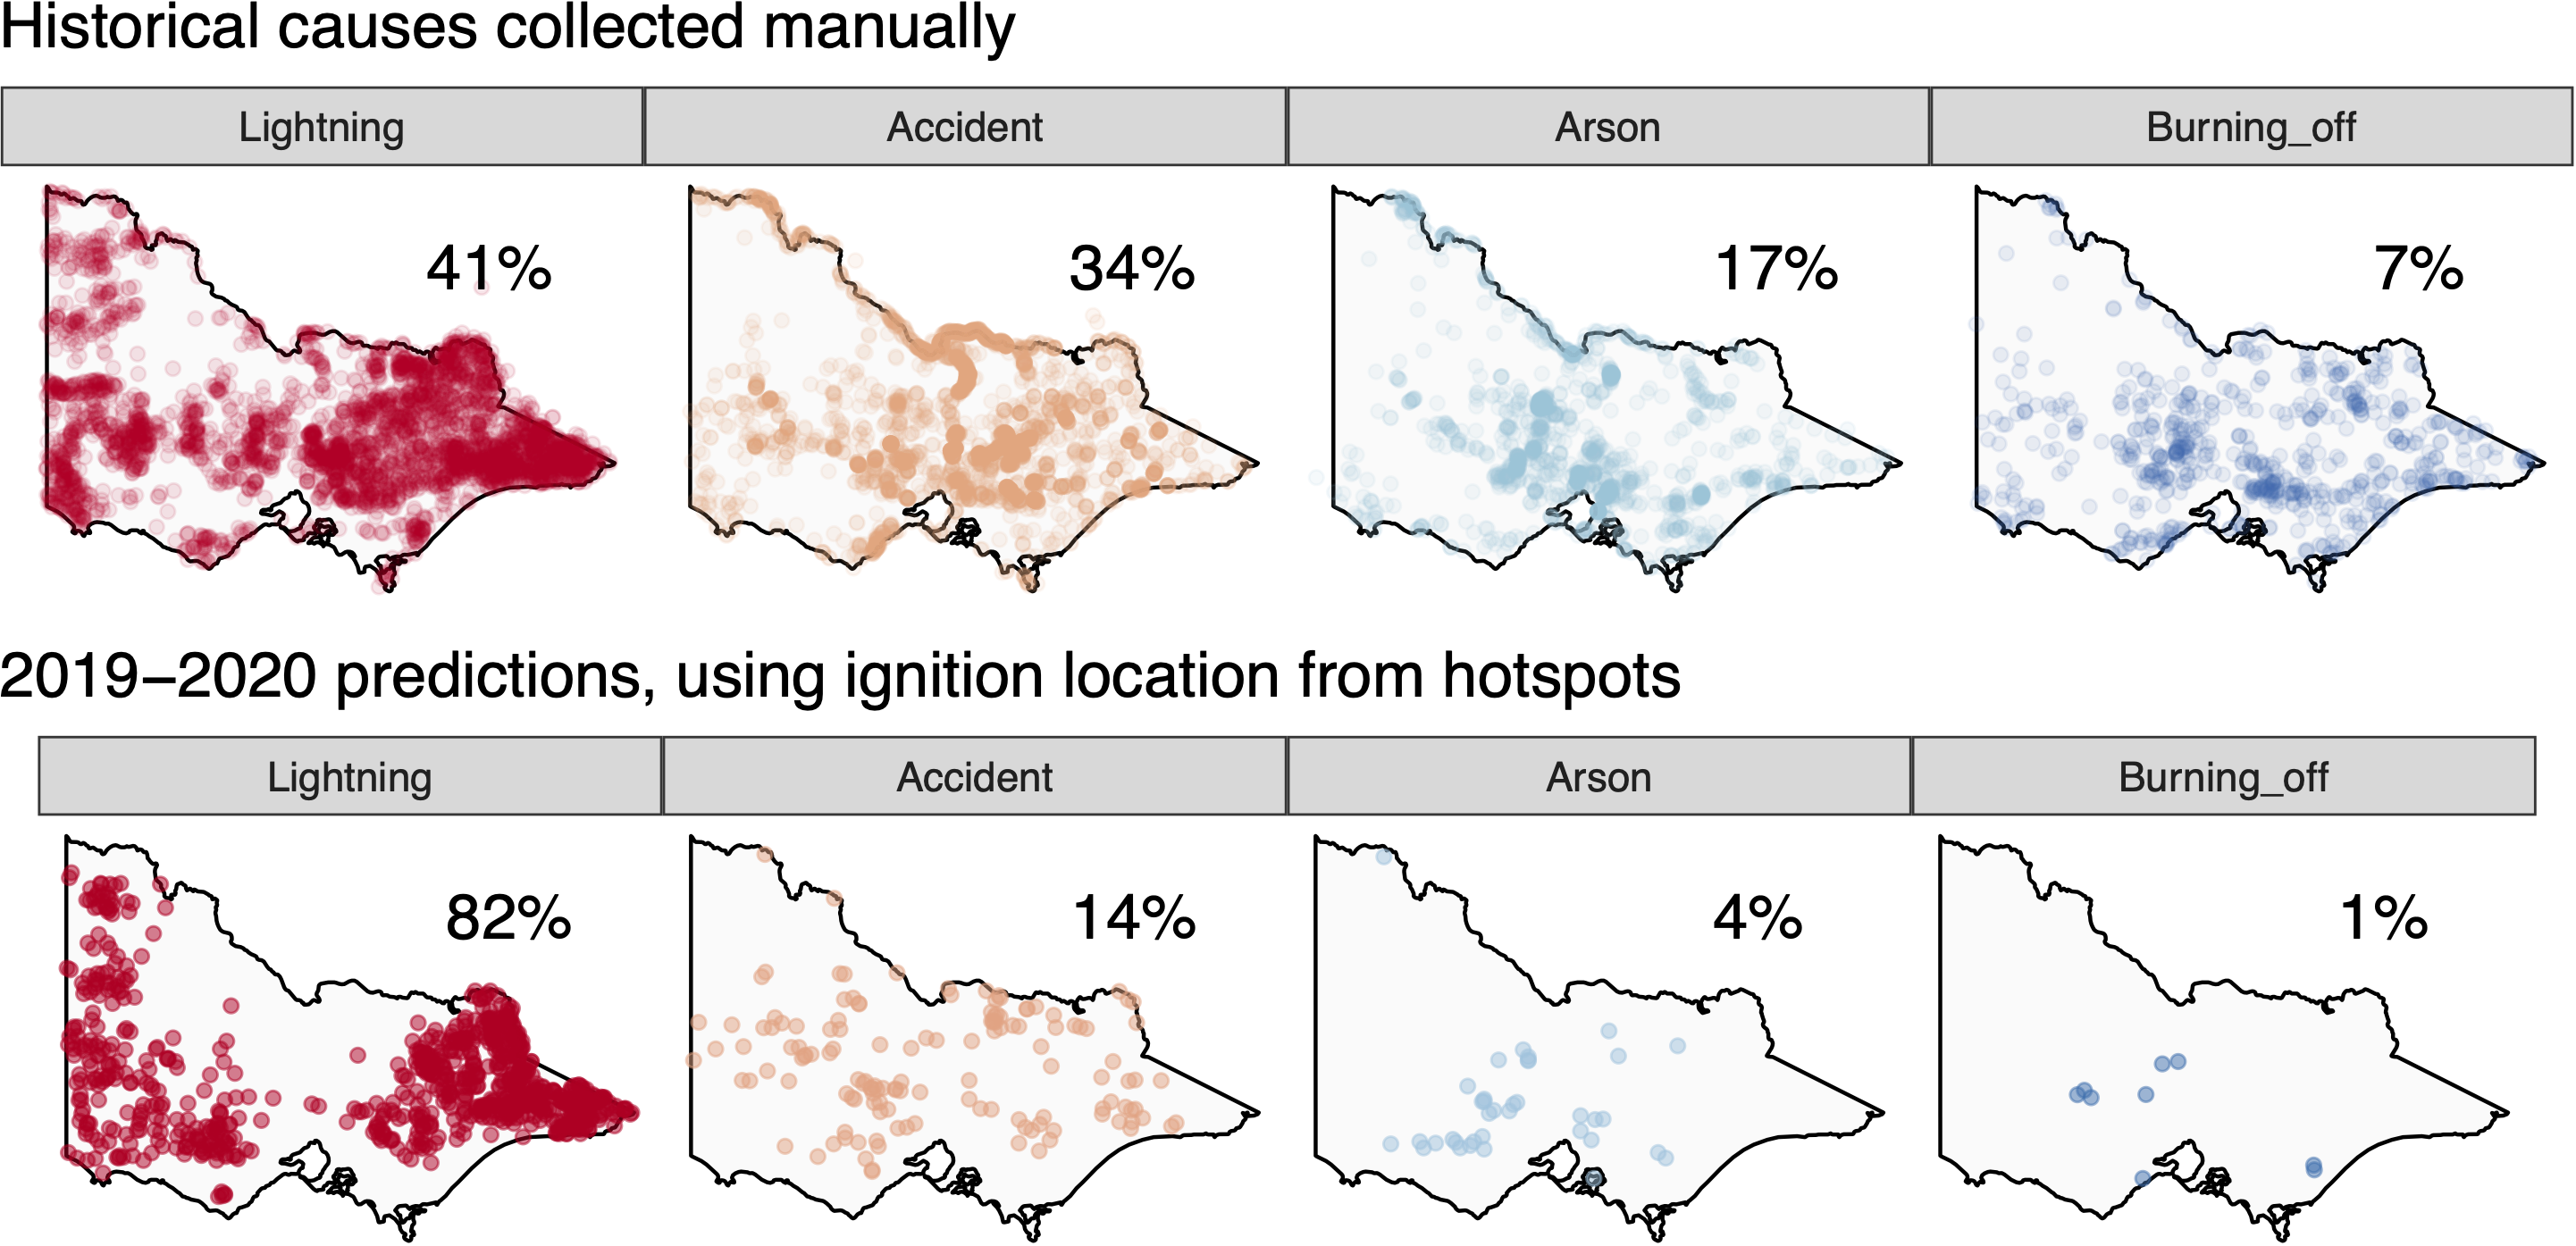 Historical causes collected manually
Lightning Accident Arson Burning_off
41% 34% 17% 7%
2019–2020 predictions, using ignition location from hotspots
Lightning Accident Arson Burning_off
82% 14% 4% 1%